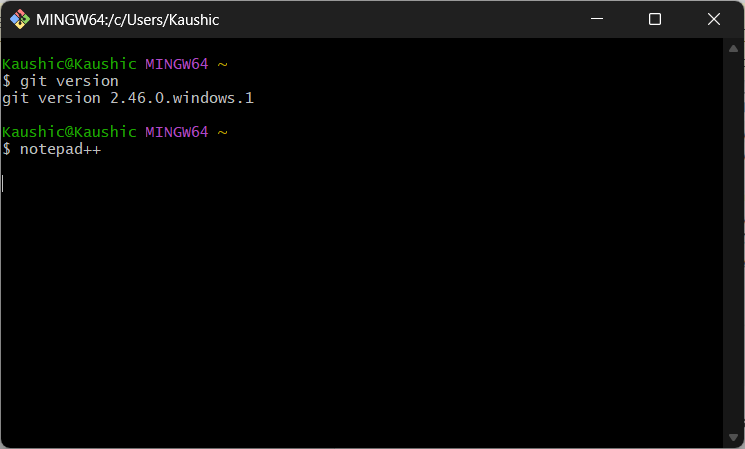 MINGW64:/c/Users/Kaushic
Kaushic@Kaushic MINGW64 ~
$ git version
git version 2.46.0.windows.1
Kaushic@Kaushic MINGW64 ~
$ notepad++